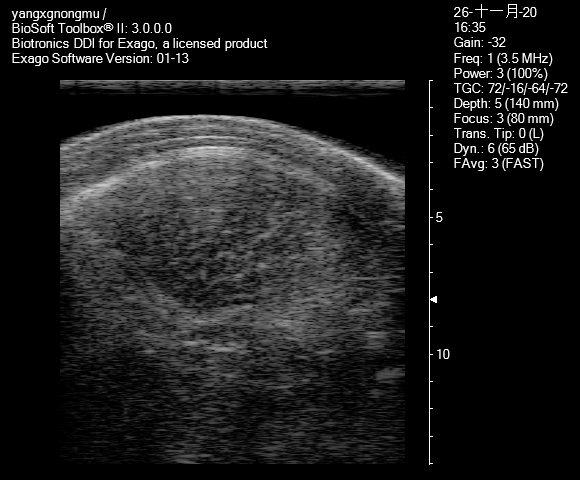 yangxgnongmu /
BioSoft Toolbox® II: 3.0.0.0
Biotronics DDI for Exago, a licensed product
Exago Software Version: 01-13
26-十一月-20
16:35
Gain: -32
Freq: 1 (3.5 MHz)
Power: 3 (100%)
TGC: 72/-16/-64/-72
Depth: 5 (140 mm)
Focus: 3 (80 mm)
Trans. Tip: 0 (L)
Dyn.: 6 (65 dB)
FAvg: 3 (FAST)
5
10